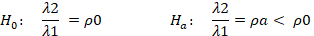 H₀: λ2/λ1 = ρ0 Hₐ: λ2/λ1 = ρa < ρ0